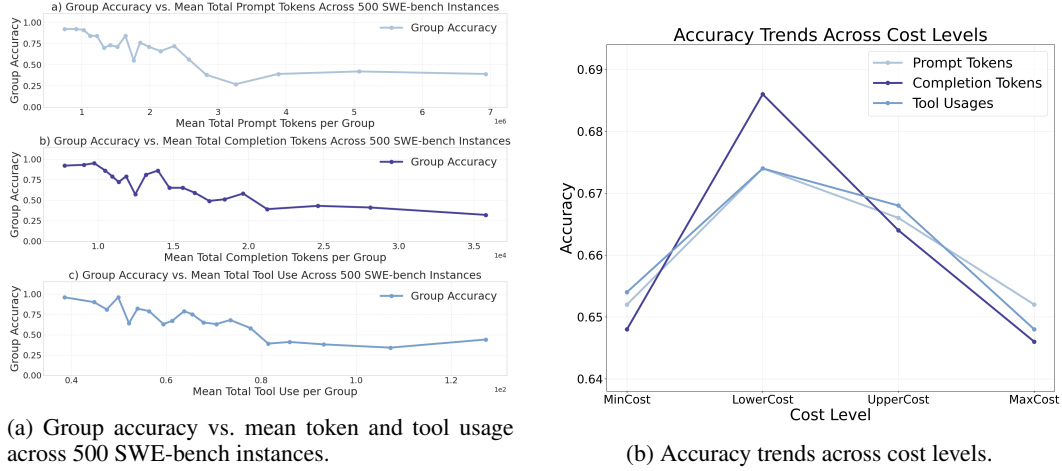 a) Group Accuracy vs. Mean Total Prompt Tokens Across 500 SWE-bench Instances
Group Accuracy
1.00
0.75
0.50
0.25
0.00
Group Accuracy
1
2
3
4
5
6
7
1e6
Mean Total Prompt Tokens per Group
b) Group Accuracy vs. Mean Total Completion Tokens Across 500 SWE-bench Instances
Group Accuracy
1.00
0.75
0.50
0.25
0.00
Group Accuracy
1.0
1.5
2.0
2.5
3.0
3.5
1e4
Mean Total Completion Tokens per Group
c) Group Accuracy vs. Mean Total Tool Use Across 500 SWE-bench Instances
Group Accuracy
1.00
0.75
0.50
0.25
0.00
Group Accuracy
0.4
0.6
0.8
1.0
1.2
1e2
Mean Total Tool Use per Group
(a) Group accuracy vs. mean token and tool usage
across 500 SWE-bench instances.
Accuracy Trends Across Cost Levels
Accuracy
0.69
0.68
0.67
0.66
0.65
0.64
Prompt Tokens
Completion Tokens
Tool Usages
MinCost
LowerCost
UpperCost
MaxCost
Cost Level
(b) Accuracy trends across cost levels.